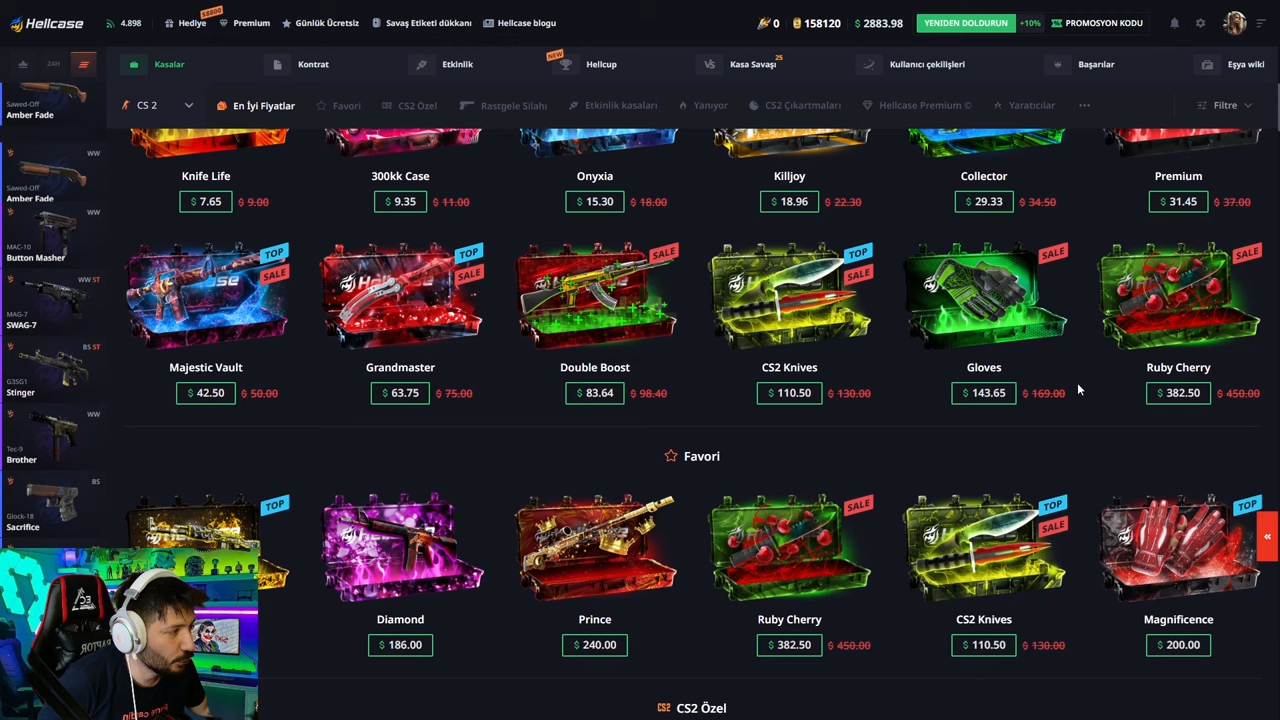 Hellcase
4.898
Hediye
$8800
Premium
Günlük Ücretsiz
Savaş Etiketi dükkanı
Hellcase blogu
0
158120
$ 2883.98
YENİDEN DOLDURUN
+10%
PROMOSYON KODU
24H
Kasalar
Kontrat
Etkinlik
NEW
Hellcup
VS
Kasa Savaşı
25
Kullanıcı çekilişleri
Başarılar
Eşya wiki
CS 2
En İyi Fiyatlar
Favori
CS2 Özel
Rastgele Silahı
Etkinlik kasaları
Yanıyor
CS2 Çıkartmaları
Hellcase Premium ©
Yaratıcılar
Filtre
Sawed-Off
Amber Fade
WW
Sawed-Off
Amber Fade
WW
MAC-10
Button Masher
WW ST
MAG-7
SWAG-7
BS ST
G3SG1
Stinger
WW
Tec-9
Brother
BS
Glock-18
Sacrifice
Knife Life
$ 7.65 $ 9.00
300kk Case
$ 9.35 $ 11.00
Onyxia
$ 15.30 $ 18.00
Killjoy
$ 18.96 $ 22.30
Collector
$ 29.33 $ 34.50
Premium
$ 31.45 $ 37.00
TOP
SALE
Majestic Vault
$ 42.50 $ 50.00
TOP
SALE
Grandmaster
$ 63.75 $ 75.00
SALE
Double Boost
$ 83.64 $ 98.40
TOP
SALE
CS2 Knives
$ 110.50 $ 130.00
SALE
Gloves
$ 143.65 $ 169.00
SALE
Ruby Cherry
$ 382.50 $ 450.00
Favori
TOP
Diamond
$ 186.00
Prince
$ 240.00
SALE
Ruby Cherry
$ 382.50 $ 450.00
TOP
SALE
CS2 Knives
$ 110.50 $ 130.00
TOP
Magnificence
$ 200.00
CS2 CS2 Özel